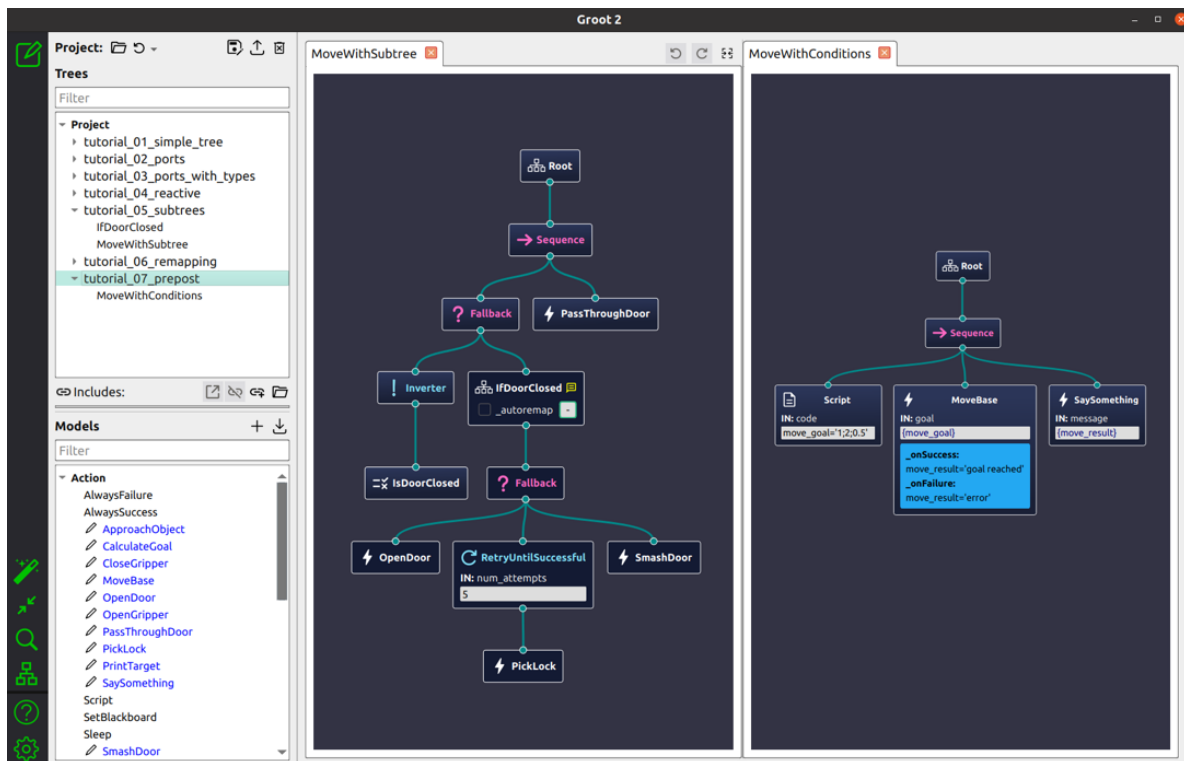 Groot 2
Project:
Trees
Filter
Project
tutorial_01_simple_tree
tutorial_02_ports
tutorial_03_ports_with_types
tutorial_04_reactive
tutorial_05_subtrees
IfDoorClosed
MoveWithSubtree
tutorial_06_remapping
tutorial_07_prepost
MoveWithConditions
Includes:
Models
Filter
Action
AlwaysFailure
AlwaysSuccess
ApproachObject
CalculateGoal
CloseGripper
MoveBase
OpenDoor
OpenGripper
PassThroughDoor
PickLock
PrintTarget
SaySomething
Script
SetBlackboard
Sleep
SmashDoor
MoveWithSubtree
Root
Sequence
Fallback
PassThroughDoor
Inverter
IfDoorClosed
_autoremap -
IsDoorClosed
Fallback
OpenDoor
RetryUntilSuccessful
IN: num_attempts
5
SmashDoor
PickLock
MoveWithConditions
Root
Sequence
Script
IN: code
move_goal='1;2;0.5'
MoveBase
IN: goal
{move_goal}
_onSuccess:
move_result='goal reached'
_onFailure:
move_result='error'
SaySomething
IN: message
{move_result}